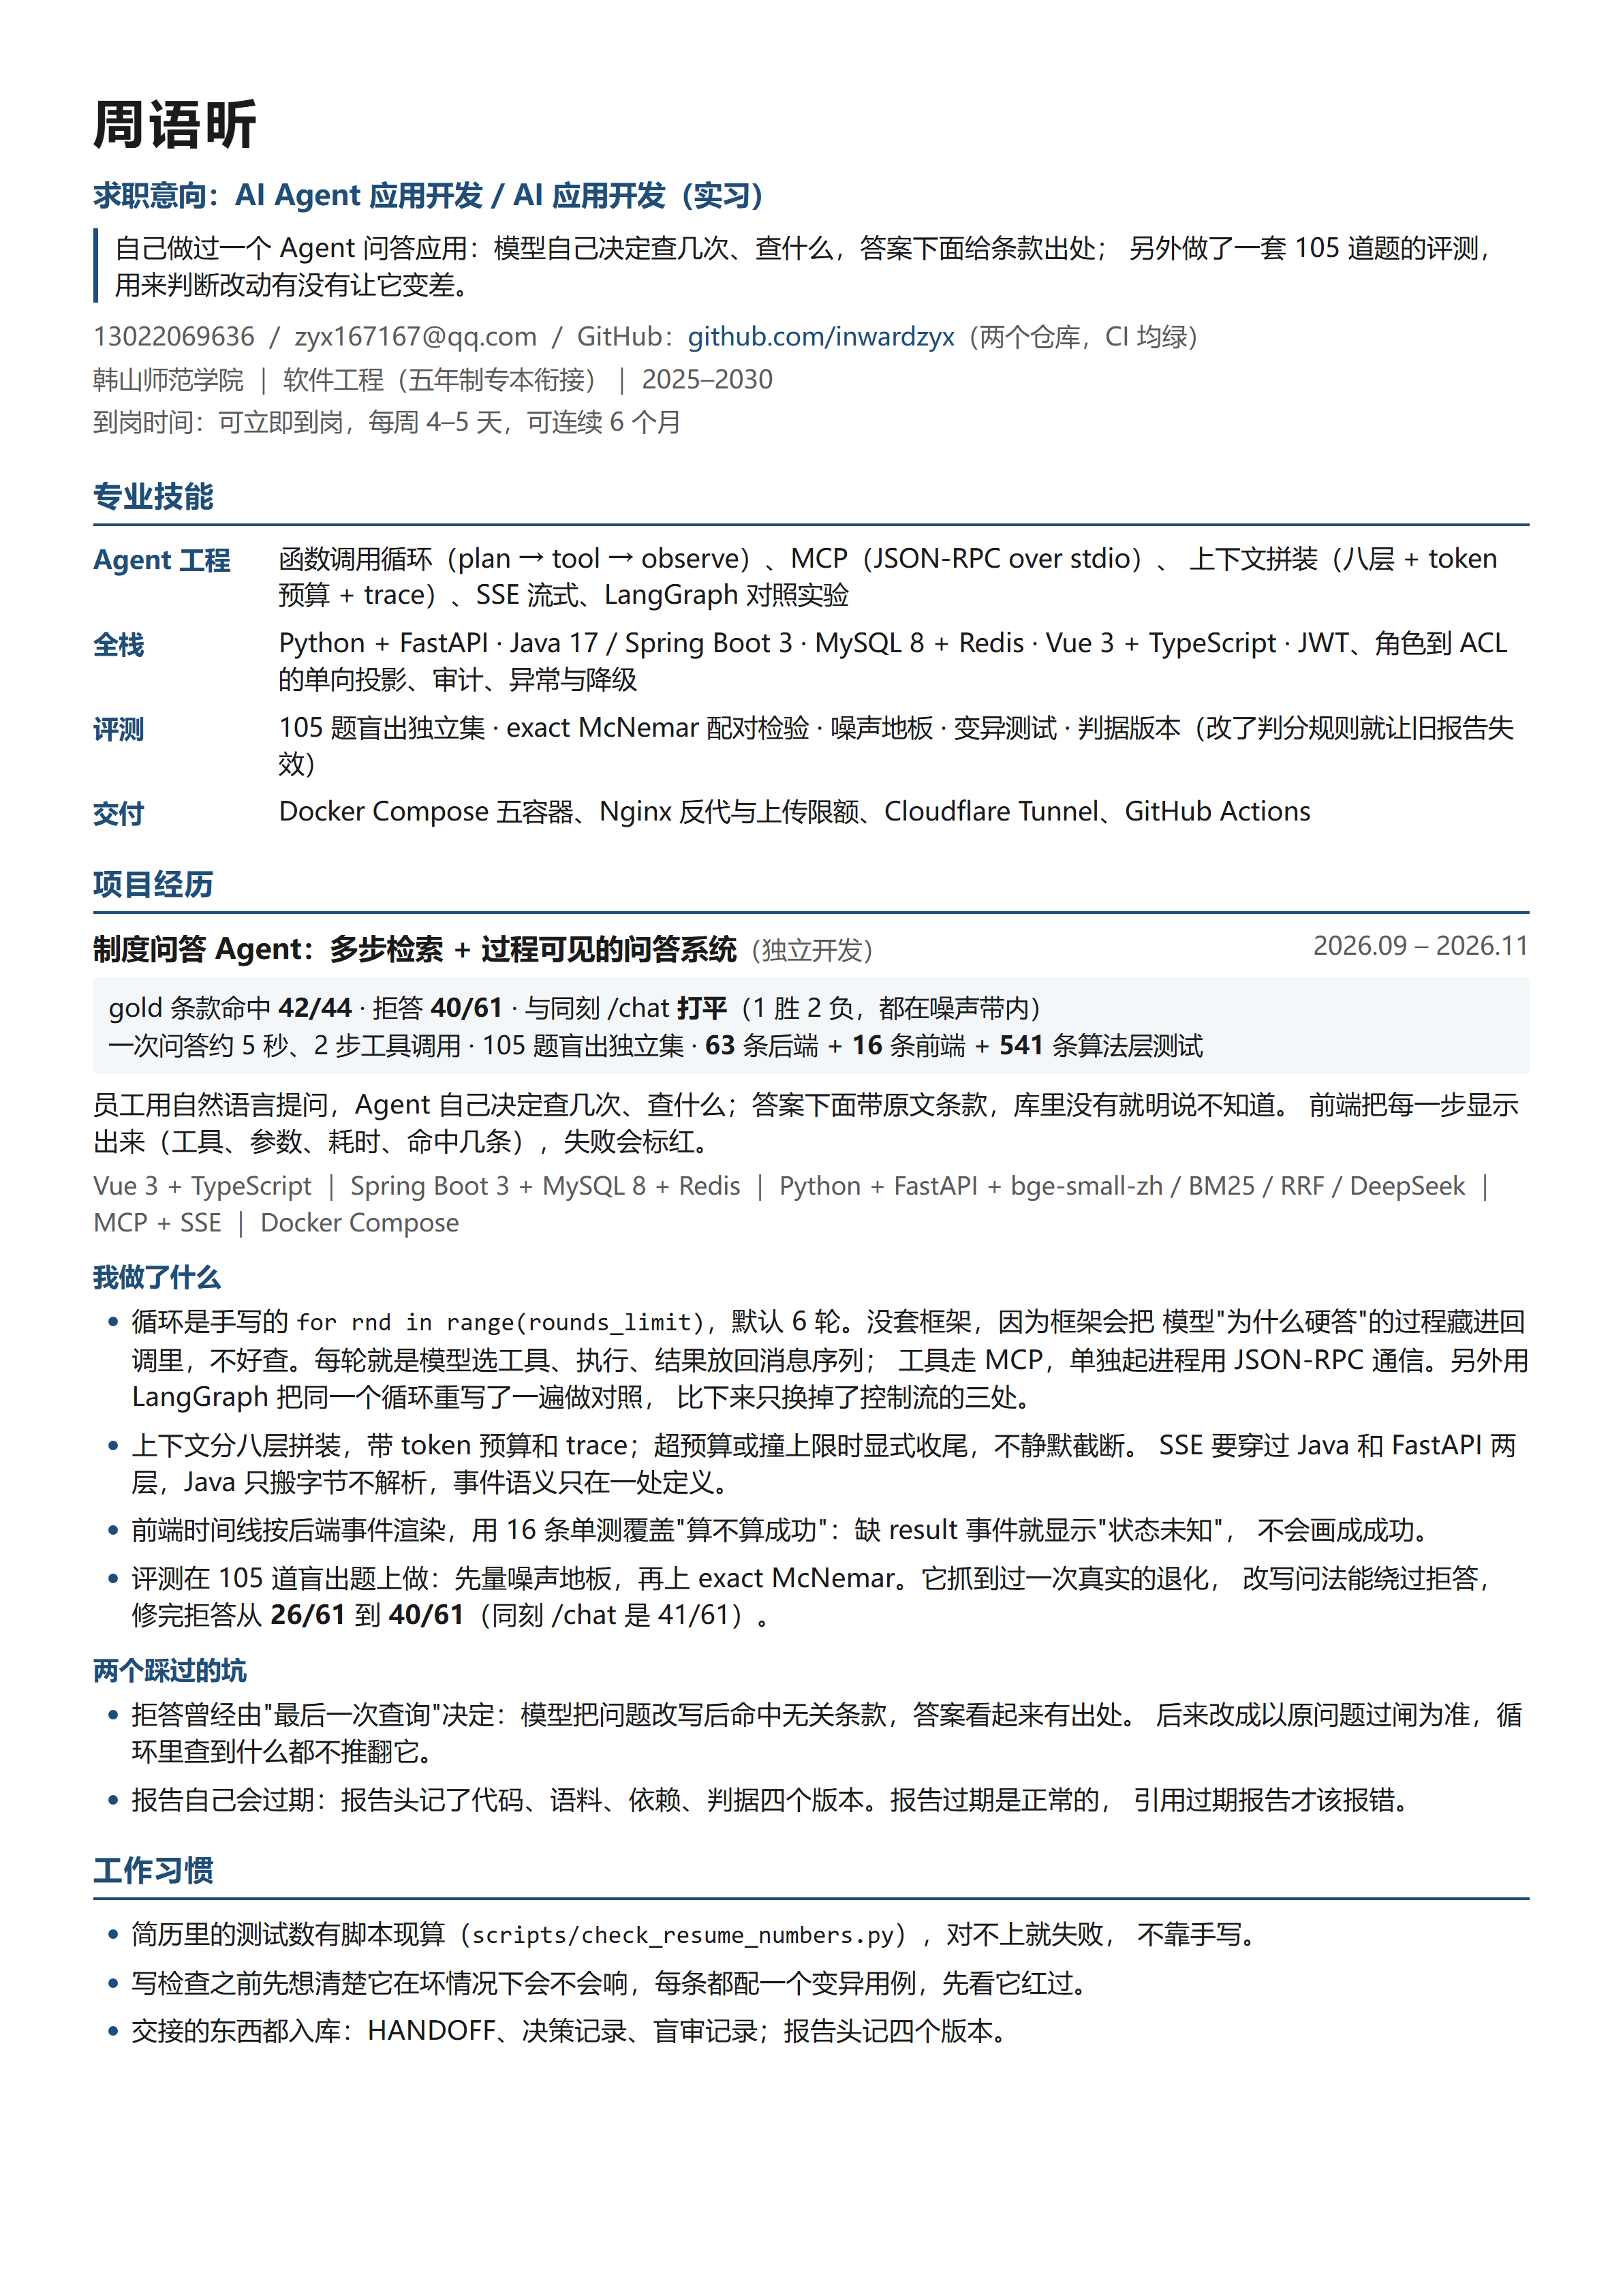 周语昕
求职意向：AI Agent 应用开发 / AI 应用开发（实习）
自己做过一个 Agent 问答应用：模型自己决定查几次、查什么，答案下面给条款出处； 另外做了一套 105 道题的评测，
用来判断改动有没有让它变差。
13022069636 / zyx167167@qq.com / GitHub：github.com/inwardzyx（两个仓库，CI 均绿）
韩山师范学院 ｜ 软件工程（五年制专本衔接） ｜ 2025–2030
到岗时间：可立即到岗，每周 4–5 天，可连续 6 个月
专业技能
Agent 工程 函数调用循环（plan → tool → observe）、MCP（JSON-RPC over stdio）、 上下文拼装（八层 + token
预算 + trace）、SSE 流式、LangGraph 对照实验
全栈 Python + FastAPI · Java 17 / Spring Boot 3 · MySQL 8 + Redis · Vue 3 + TypeScript · JWT、角色到 ACL
的单向投影、审计、异常与降级
评测 105 题盲出独立集 · exact McNemar 配对检验 · 噪声地板 · 变异测试 · 判据版本（改了判分规则就让旧报告失
效）
交付 Docker Compose 五容器、Nginx 反代与上传限额、Cloudflare Tunnel、GitHub Actions
项目经历
制度问答 Agent：多步检索 + 过程可见的问答系统（独立开发） 2026.09 – 2026.11
gold 条款命中 42/44 · 拒答 40/61 · 与同刻 /chat 打平（1 胜 2 负，都在噪声带内）
一次问答约 5 秒、2 步工具调用 · 105 题盲出独立集 · 63 条后端 + 16 条前端 + 541 条算法层测试
员工用自然语言提问，Agent 自己决定查几次、查什么；答案下面带原文条款，库里没有就明说不知道。 前端把每一步显示
出来（工具、参数、耗时、命中几条），失败会标红。
Vue 3 + TypeScript ｜ Spring Boot 3 + MySQL 8 + Redis ｜ Python + FastAPI + bge-small-zh / BM25 / RRF / DeepSeek ｜
MCP + SSE ｜ Docker Compose
我做了什么
• 循环是手写的 for rnd in range(rounds_limit)，默认 6 轮。没套框架，因为框架会把 模型"为什么硬答"的过程藏进回
调里，不好查。每轮就是模型选工具、执行、结果放回消息序列； 工具走 MCP，单独起进程用 JSON-RPC 通信。另外用
LangGraph 把同一个循环重写了一遍做对照， 比下来只换掉了控制流的三处。
• 上下文分八层拼装，带 token 预算和 trace；超预算或撞上限时显式收尾，不静默截断。 SSE 要穿过 Java 和 FastAPI 两
层，Java 只搬字节不解析，事件语义只在一处定义。
• 前端时间线按后端事件渲染，用 16 条单测覆盖"算不算成功"：缺 result 事件就显示"状态未知"， 不会画成成功。
• 评测在 105 道盲出题上做：先量噪声地板，再上 exact McNemar。它抓到过一次真实的退化， 改写问法能绕过拒答，
修完拒答从 26/61 到 40/61（同刻 /chat 是 41/61）。
两个踩过的坑
• 拒答曾经由"最后一次查询"决定：模型把问题改写后命中无关条款，答案看起来有出处。 后来改成以原问题过闸为准，循
环里查到什么都不推翻它。
• 报告自己会过期：报告头记了代码、语料、依赖、判据四个版本。报告过期是正常的， 引用过期报告才该报错。
工作习惯
• 简历里的测试数有脚本现算（scripts/check_resume_numbers.py），对不上就失败， 不靠手写。
• 写检查之前先想清楚它在坏情况下会不会响，每条都配一个变异用例，先看它红过。
• 交接的东西都入库：HANDOFF、决策记录、盲审记录；报告头记四个版本。